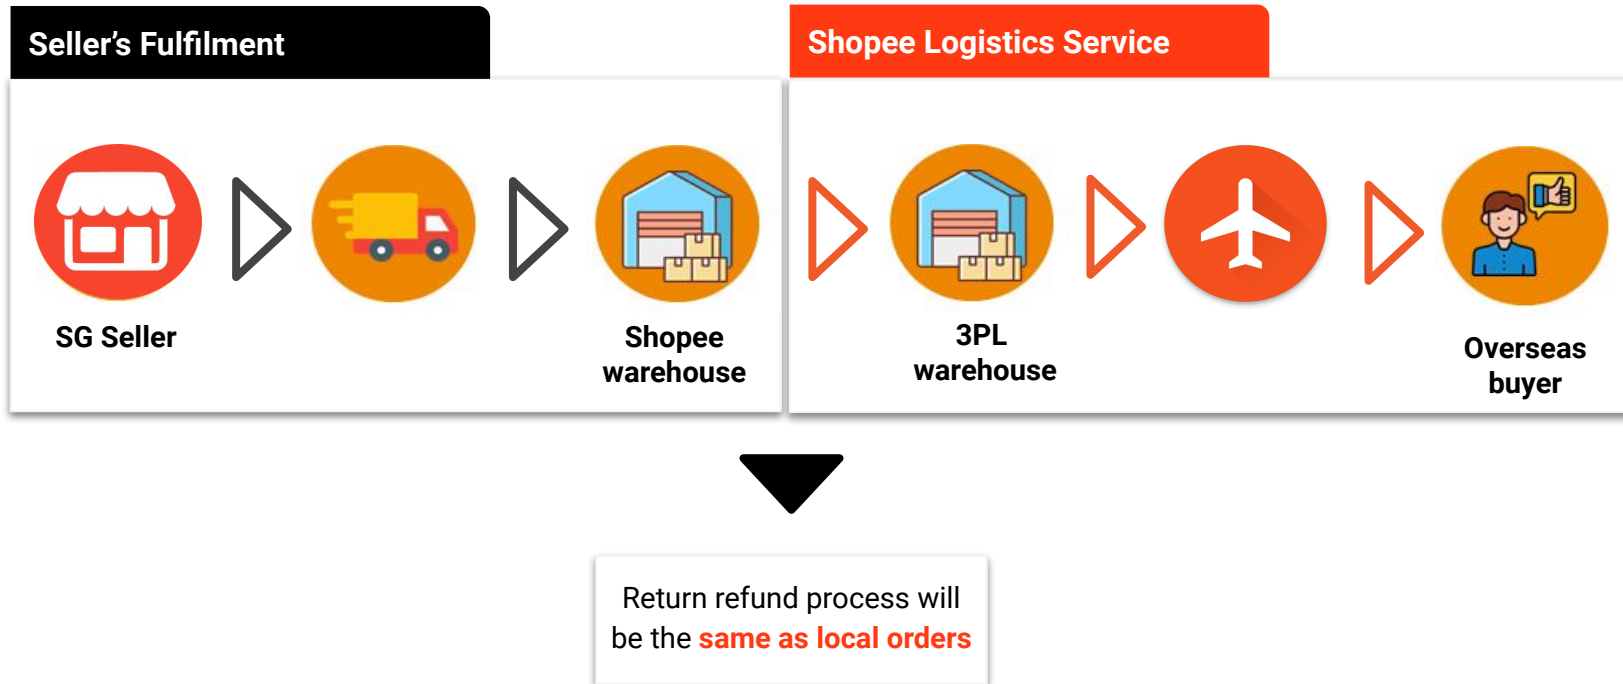 Seller’s Fulfilment
Shopee Logistics Service
SG Seller
Shopee
warehouse
3PL
warehouse
Overseas
buyer
Return refund process will
be the same as local orders